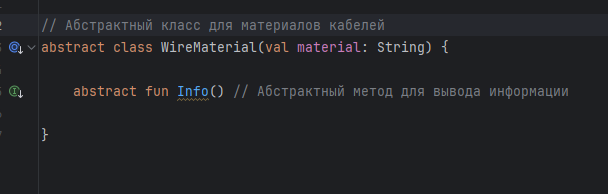 // Абстрактный класс для материалов кабелей
abstract class WireMaterial(val material: String) {
abstract fun Info() // Абстрактный метод для вывода информации
}